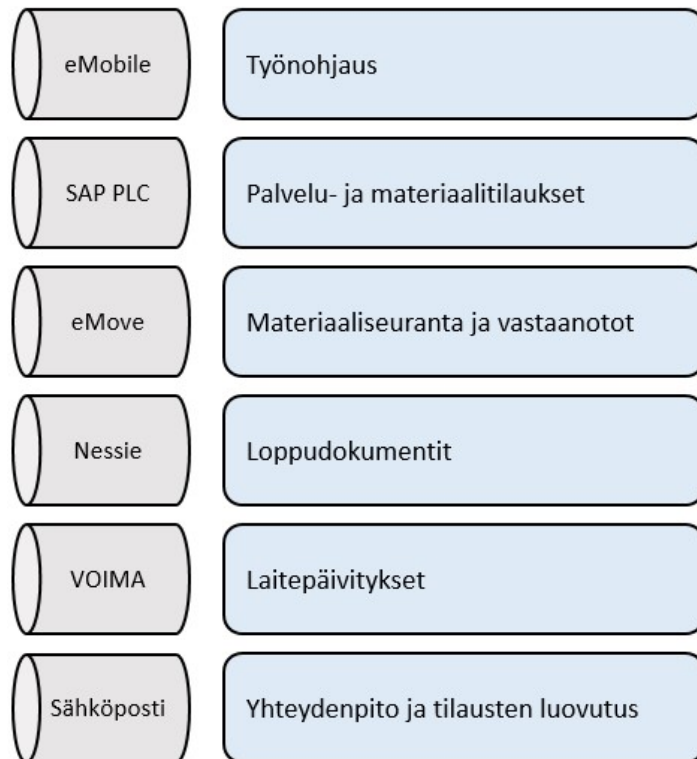 eMobile
Työnohjaus
SAP PLC
Palvelu- ja materiaalitilaukset
eMove
Materiaaliseuranta ja vastaanotot
Nessie
Loppudokumentit
VOIMA
Laitepäivitykset
Sähköposti
Yhteydenpito ja tilausten luovutus